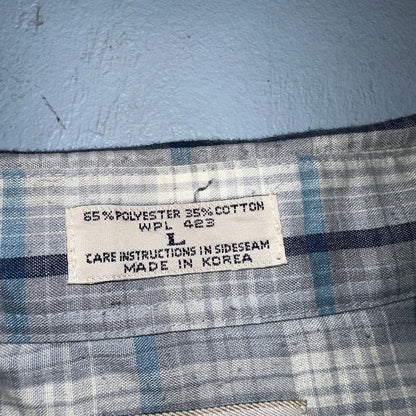 65% POLYESTER 35% COTTON
WPL 423
L
CARE INSTRUCTIONS IN SIDESEAM
MADE IN KOREA